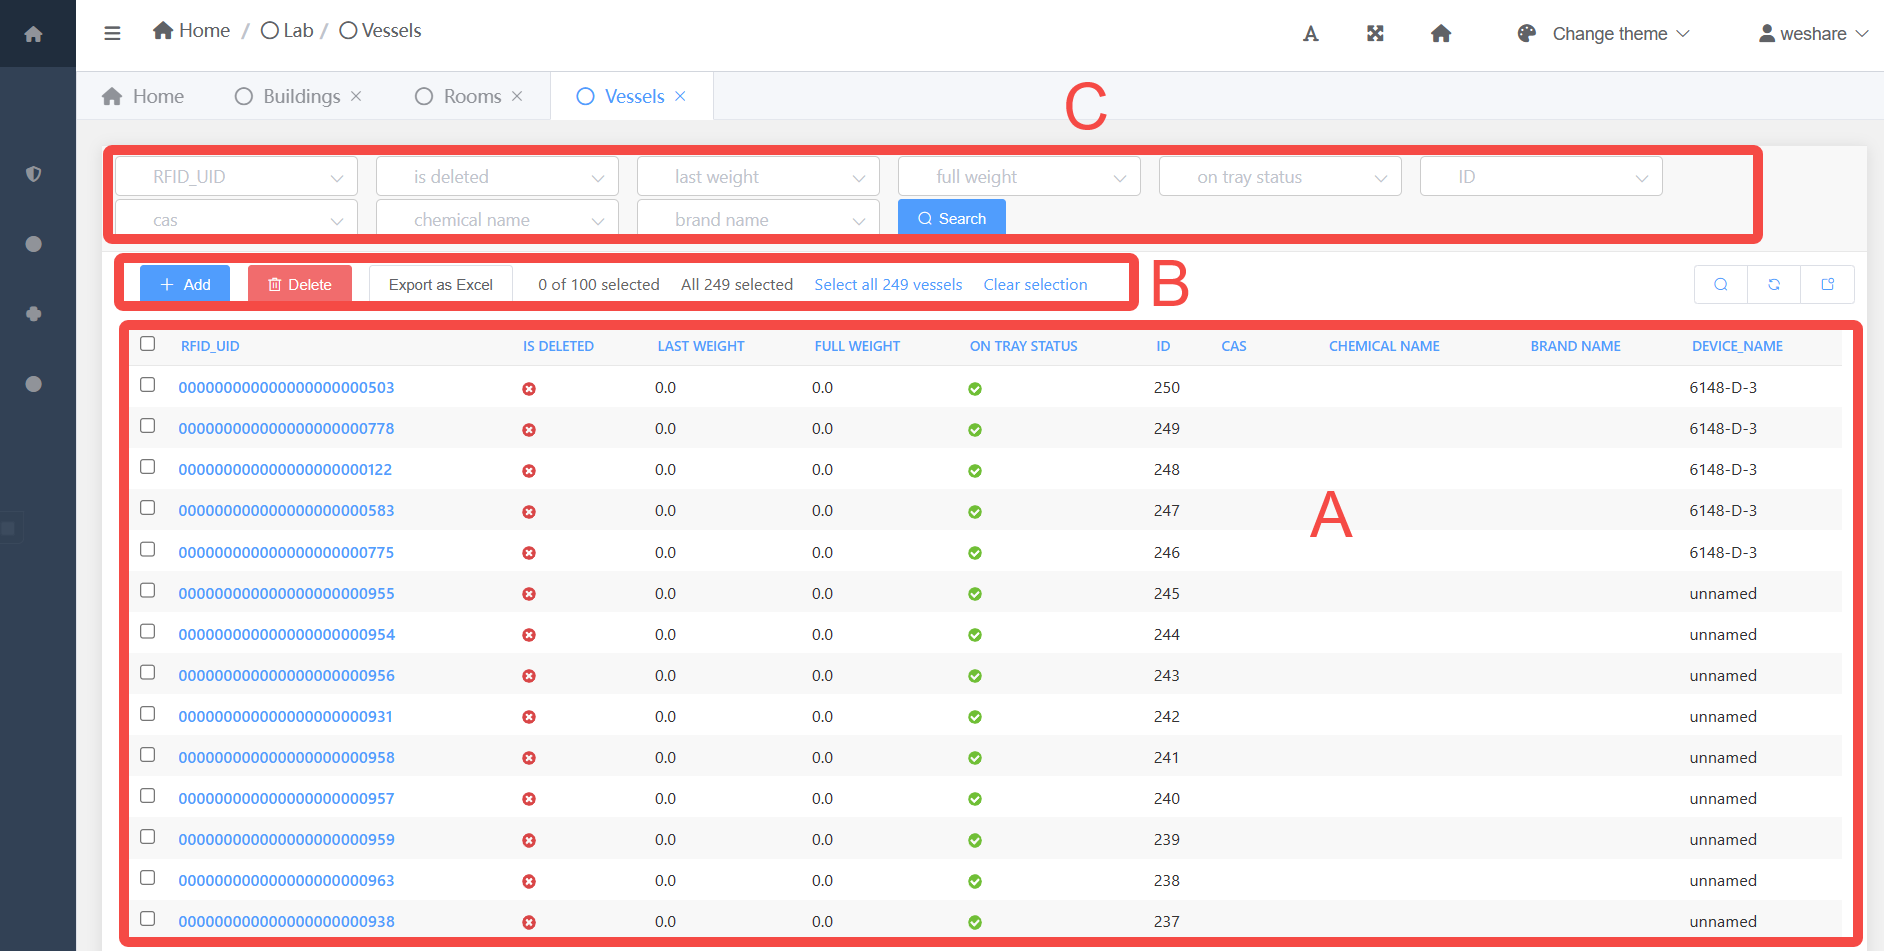 Home / Lab / Vessels
Change theme
weshare
Home
Buildings
Rooms
Vessels
C
RFID_UID
is deleted
last weight
full weight
on tray status
ID
cas
chemical name
brand name
Search
Add
Delete
Export as Excel
0 of 100 selected
All 249 selected
Select all 249 vessels
Clear selection
B
RFID_UID IS DELETED LAST WEIGHT FULL WEIGHT ON TRAY STATUS ID CAS CHEMICAL NAME BRAND NAME DEVICE_NAME
000000000000000000000503 0.0 0.0 250 6148-D-3
000000000000000000000778 0.0 0.0 249 6148-D-3
000000000000000000000122 0.0 0.0 248 6148-D-3
000000000000000000000583 0.0 0.0 247 6148-D-3
A
000000000000000000000775 0.0 0.0 246 6148-D-3
000000000000000000000955 0.0 0.0 245 unnamed
000000000000000000000954 0.0 0.0 244 unnamed
000000000000000000000956 0.0 0.0 243 unnamed
000000000000000000000931 0.0 0.0 242 unnamed
000000000000000000000958 0.0 0.0 241 unnamed
000000000000000000000957 0.0 0.0 240 unnamed
000000000000000000000959 0.0 0.0 239 unnamed
000000000000000000000963 0.0 0.0 238 unnamed
000000000000000000000938 0.0 0.0 237 unnamed